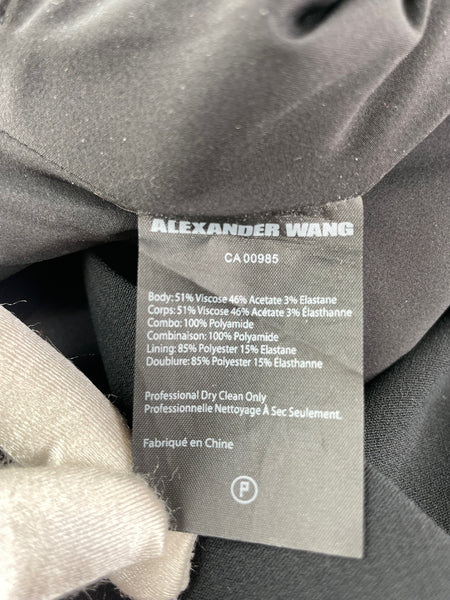 ALEXANDER WANG
CA 00985
Body: 51% Viscose 46% Acetate 3% Elastane
Corps: 51% Viscose 46% Acétate 3% Élasthanne
Combo: 100% Polyamide
Combinaison: 100% Polyamide
Lining: 85% Polyester 15% Elastane
Doublure: 85% Polyester 15% Élasthanne
Professional Dry Clean Only
Professionnelle Nettoyage À Sec Seulement.
Fabriqué en Chine
P